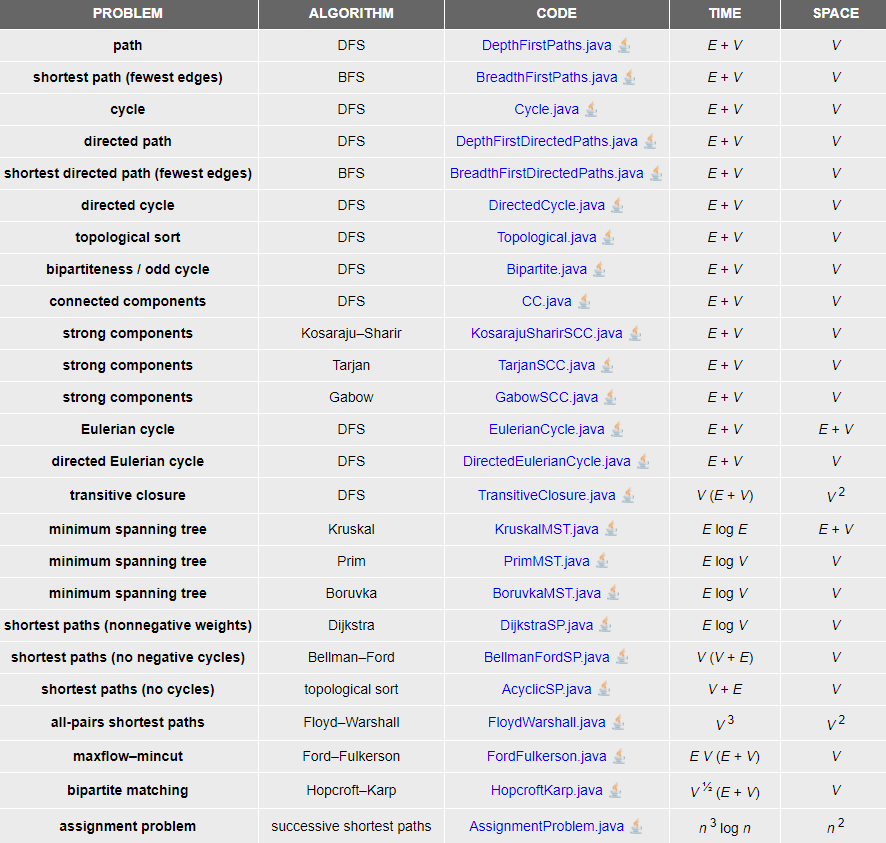 PROBLEM ALGORITHM CODE TIME SPACE
path DFS DepthFirstPaths.java E + V V
shortest path (fewest edges) BFS BreadthFirstPaths.java E + V V
cycle DFS Cycle.java E + V V
directed path DFS DepthFirstDirectedPaths.java E + V V
shortest directed path (fewest edges) BFS BreadthFirstDirectedPaths.java E + V V
directed cycle DFS DirectedCycle.java E + V V
topological sort DFS Topological.java E + V V
bipartiteness / odd cycle DFS Bipartite.java E + V V
connected components DFS CC.java E + V V
strong components Kosaraju–Sharir KosarajuSharirSCC.java E + V V
strong components Tarjan TarjanSCC.java E + V V
strong components Gabow GabowSCC.java E + V V
Eulerian cycle DFS EulerianCycle.java E + V E + V
directed Eulerian cycle DFS DirectedEulerianCycle.java E + V V
transitive closure DFS TransitiveClosure.java V (E + V) V ²
minimum spanning tree Kruskal KruskalMST.java E log E E + V
minimum spanning tree Prim PrimMST.java E log V V
minimum spanning tree Boruvka BoruvkaMST.java E log V V
shortest paths (nonnegative weights) Dijkstra DijkstraSP.java E log V V
shortest paths (no negative cycles) Bellman–Ford BellmanFordSP.java V (V + E) V
shortest paths (no cycles) topological sort AcyclicSP.java V + E V
all-pairs shortest paths Floyd–Warshall FloydWarshall.java V ³ V ²
maxflow–mincut Ford–Fulkerson FordFulkerson.java E V (E + V) V
bipartite matching Hopcroft–Karp HopcroftKarp.java V ½ (E + V) V
assignment problem successive shortest paths AssignmentProblem.java n ³ log n n ²